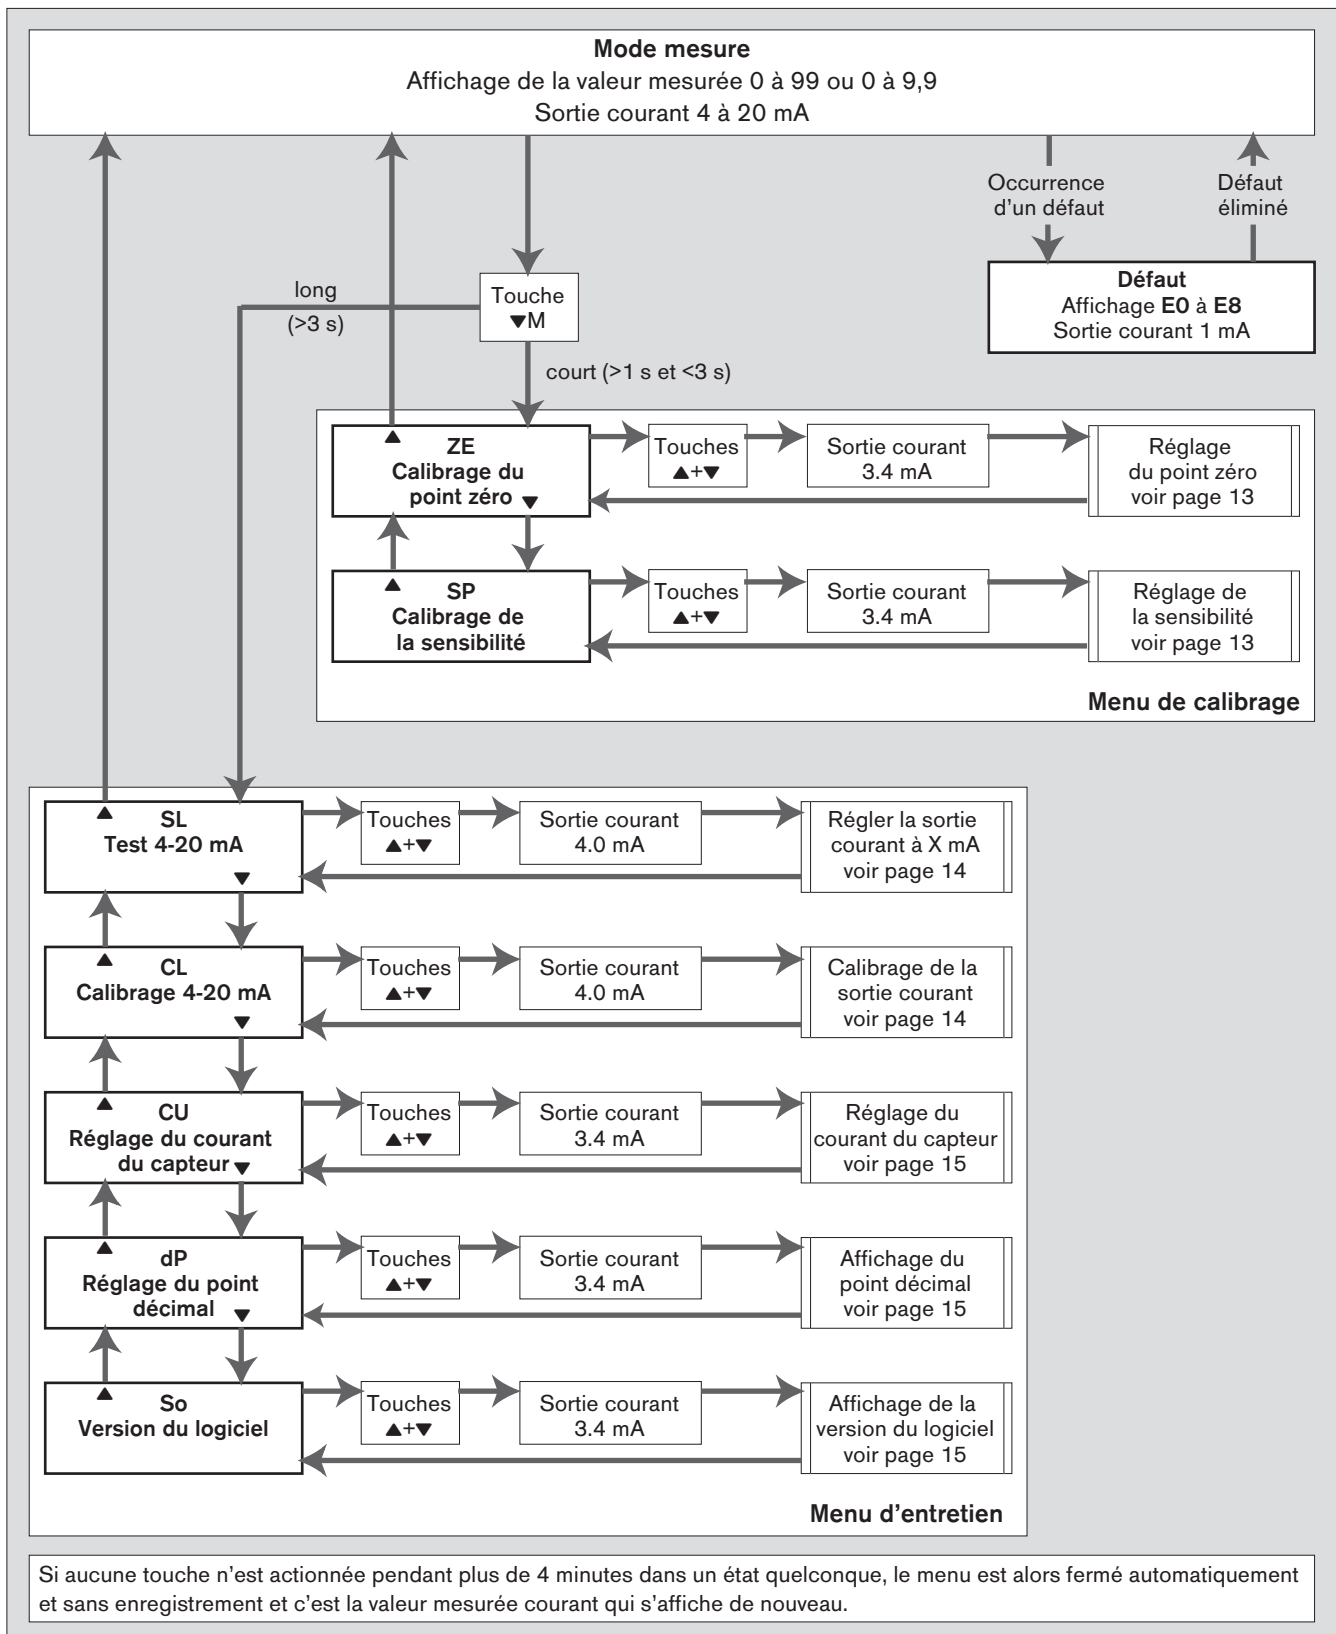 Mode mesure
Affichage de la valeur mesurée 0 à 99 ou 0 à 9,9
Sortie courant 4 à 20 mA
Occurrence
d'un défaut
Défaut
éliminé
Défaut
Affichage E0 à E8
Sortie courant 1 mA
long
(>3 s)
Touche
▼M
court (>1 s et <3 s)
▲ ZE
Calibrage du
point zéro ▼
Touches
▲+▼
Sortie courant
3.4 mA
Réglage
du point zéro
voir page 13
▲ SP
Calibrage de
la sensibilité
Touches
▲+▼
Sortie courant
3.4 mA
Réglage de
la sensibilité
voir page 13
Menu de calibrage
▲ SL
Test 4-20 mA
▼
Touches
▲+▼
Sortie courant
4.0 mA
Régler la sortie
courant à X mA
voir page 14
▲ CL
Calibrage 4-20 mA
▼
Touches
▲+▼
Sortie courant
4.0 mA
Calibrage de la
sortie courant
voir page 14
▲ CU
Réglage du courant
du capteur ▼
Touches
▲+▼
Sortie courant
3.4 mA
Réglage du
courant du capteur
voir page 15
▲ dP
Réglage du point
décimal ▼
Touches
▲+▼
Sortie courant
3.4 mA
Affichage du
point décimal
voir page 15
▲ So
Version du logiciel
Touches
▲+▼
Sortie courant
3.4 mA
Affichage de la
version du logiciel
voir page 15
Menu d'entretien
Si aucune touche n'est actionnée pendant plus de 4 minutes dans un état quelconque, le menu est alors fermé automatiquement
et sans enregistrement et c'est la valeur mesurée courant qui s'affiche de nouveau.